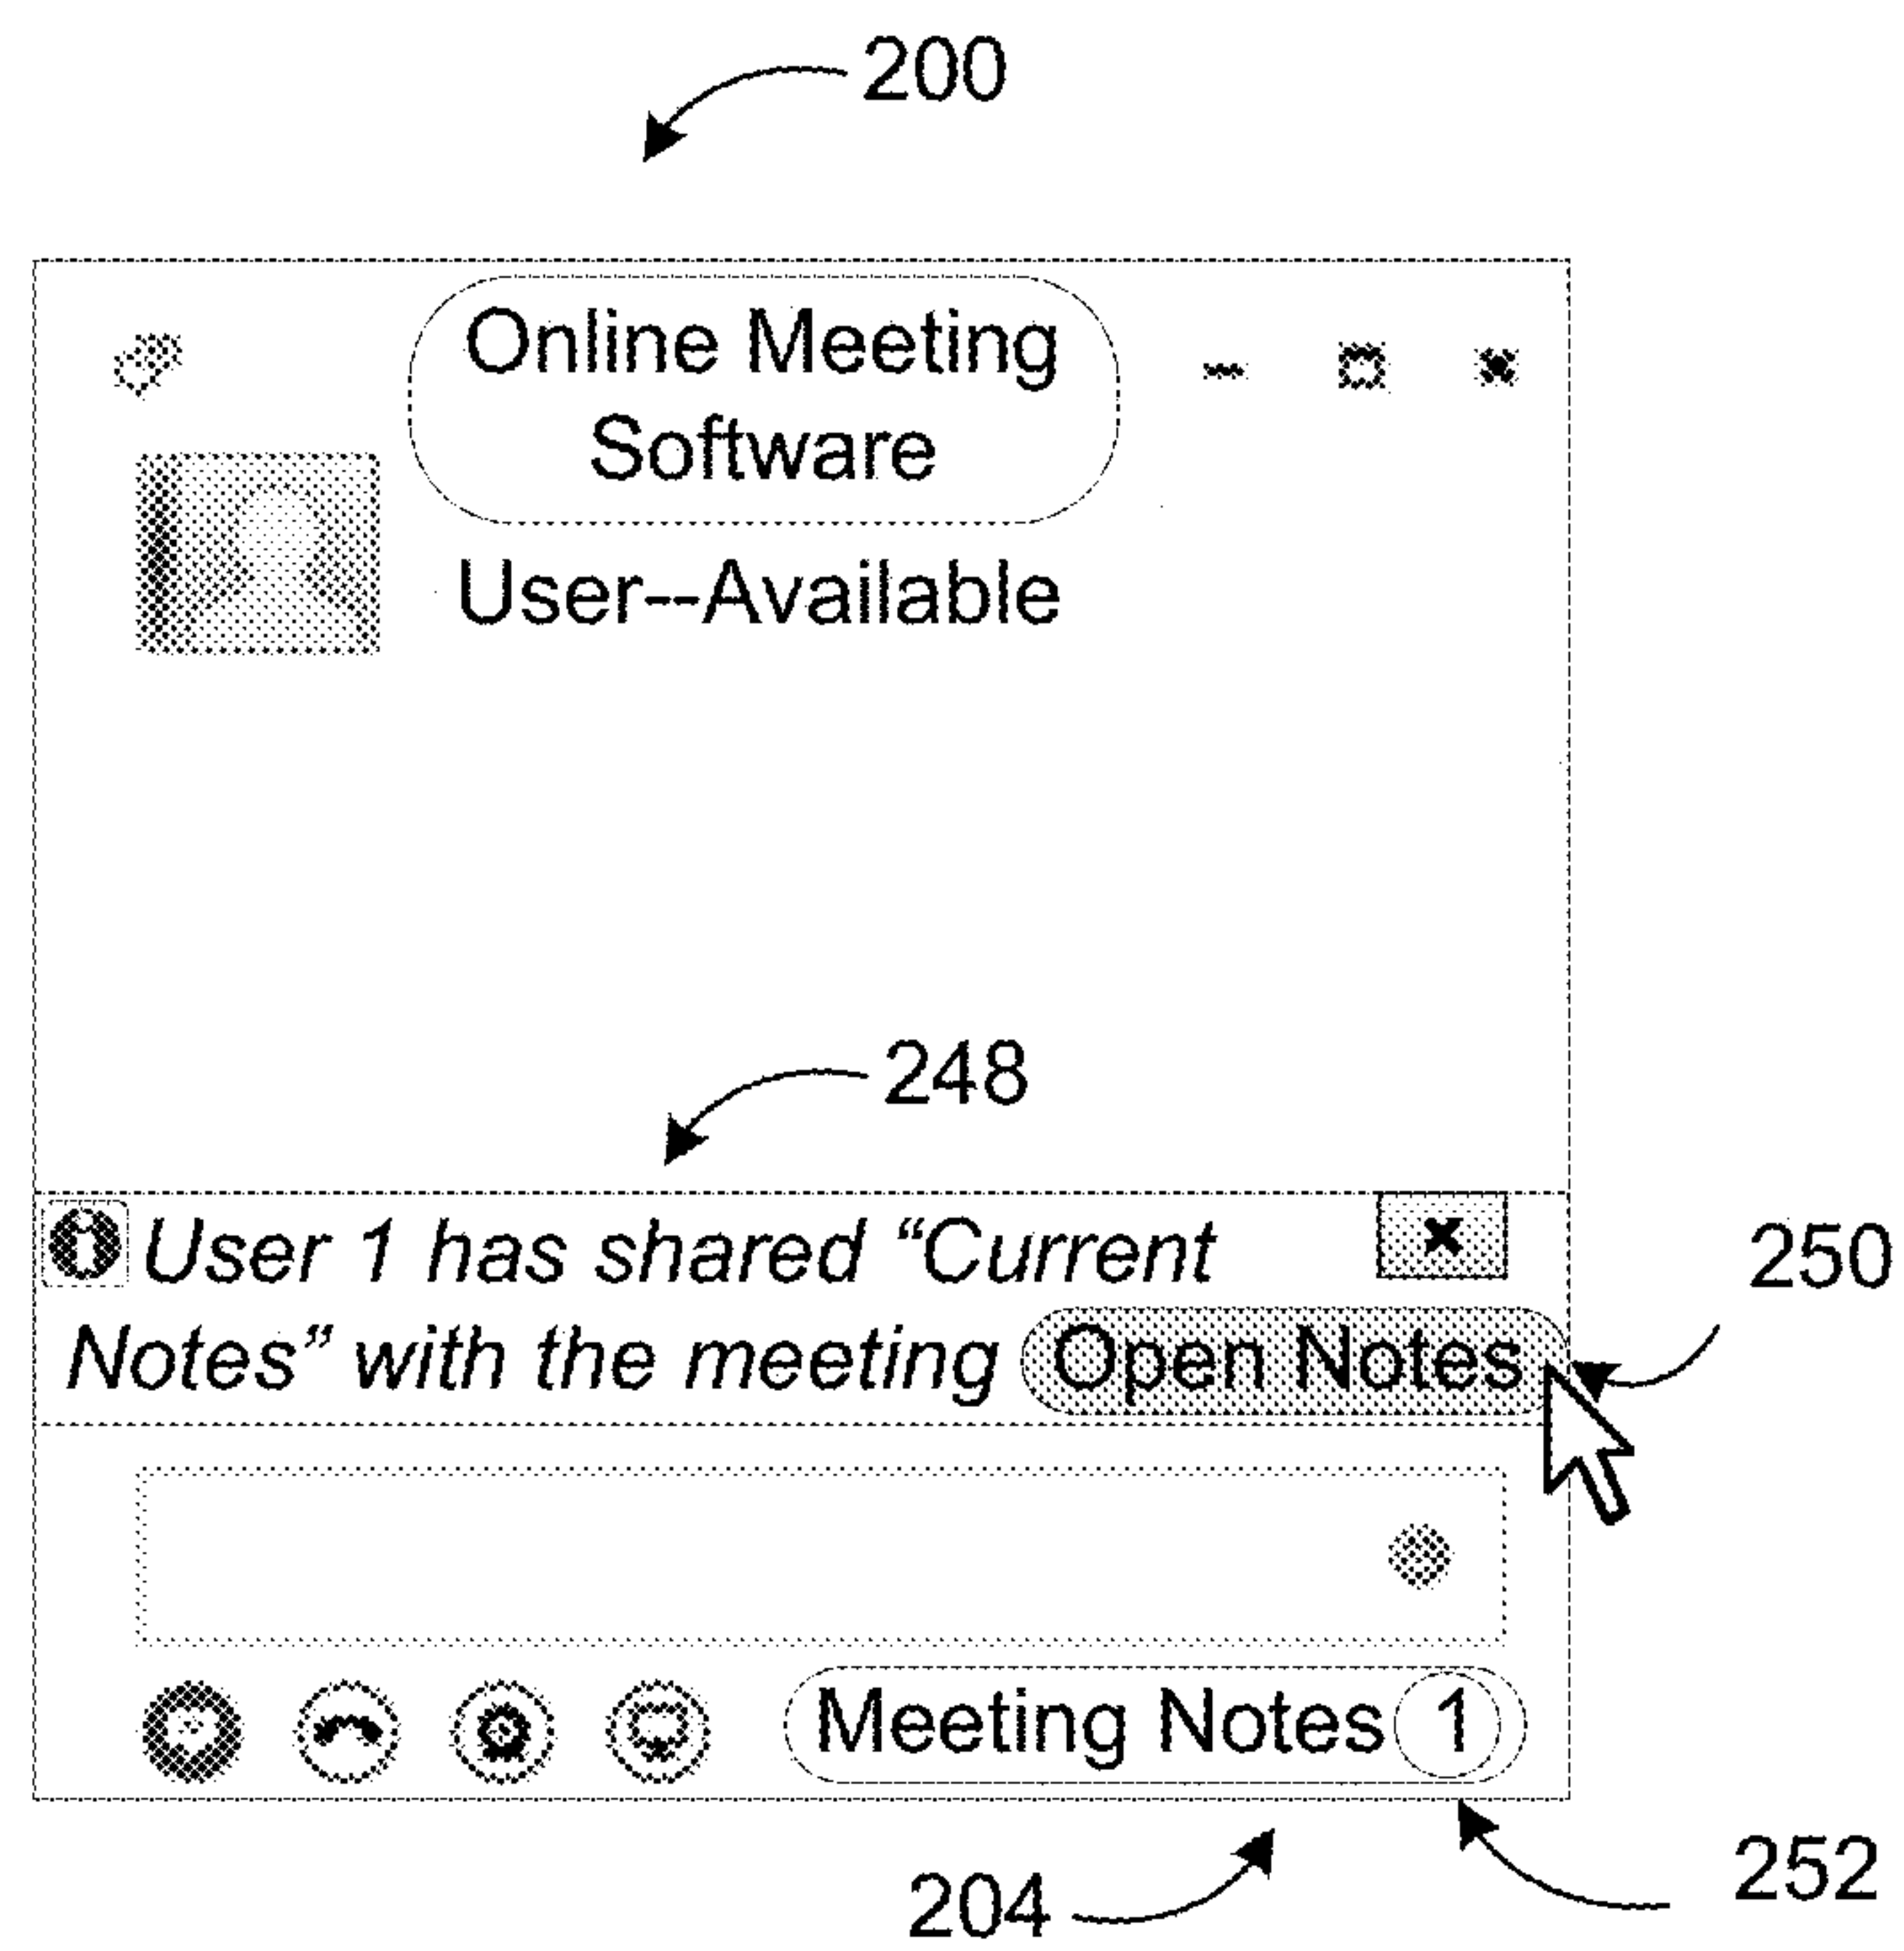 200
Online Meeting
Software
User--Available
248
User 1 has shared “Current
Notes” with the meeting
Open Notes
250
Meeting Notes 1
204
252